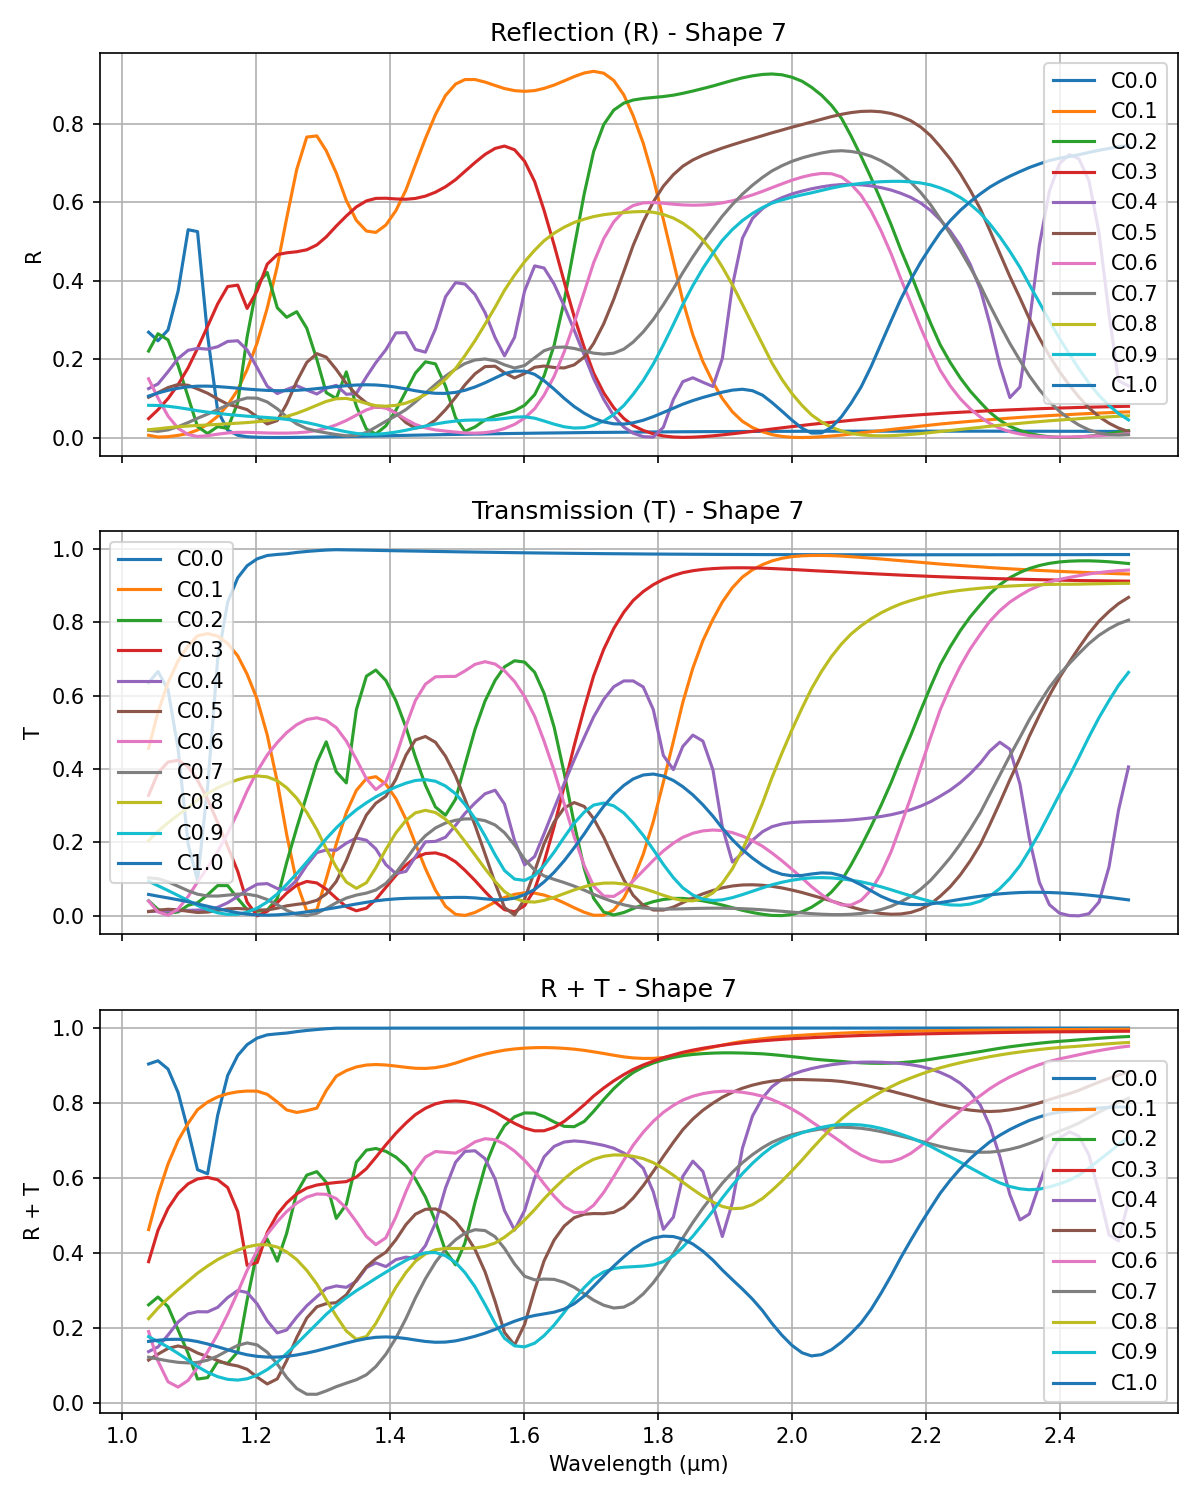 Reflection (R) - Shape 7
R
0.8
0.6
0.4
0.2
0.0
C0.0
C0.1
C0.2
C0.3
C0.4
C0.5
C0.6
C0.7
C0.8
C0.9
C1.0
Transmission (T) - Shape 7
T
1.0
0.8
0.6
0.4
0.2
0.0
C0.0
C0.1
C0.2
C0.3
C0.4
C0.5
C0.6
C0.7
C0.8
C0.9
C1.0
R + T - Shape 7
R + T
1.0
0.8
0.6
0.4
0.2
0.0
C0.0
C0.1
C0.2
C0.3
C0.4
C0.5
C0.6
C0.7
C0.8
C0.9
C1.0
1.0 1.2 1.4 1.6 1.8 2.0 2.2 2.4
Wavelength (μm)